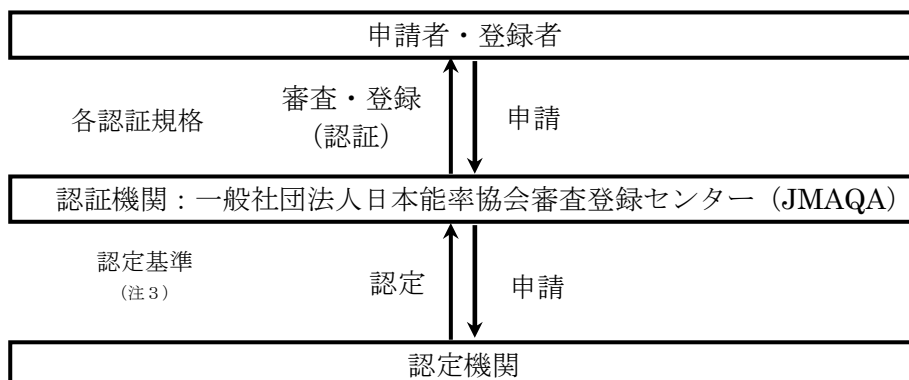 申請者・登録者
各認証規格
審査・登録
(認証)
申請
認証機関：一般社団法人日本能率協会審査登録センター（JMAQA）
認定基準
（注３）
認定
申請
認定機関